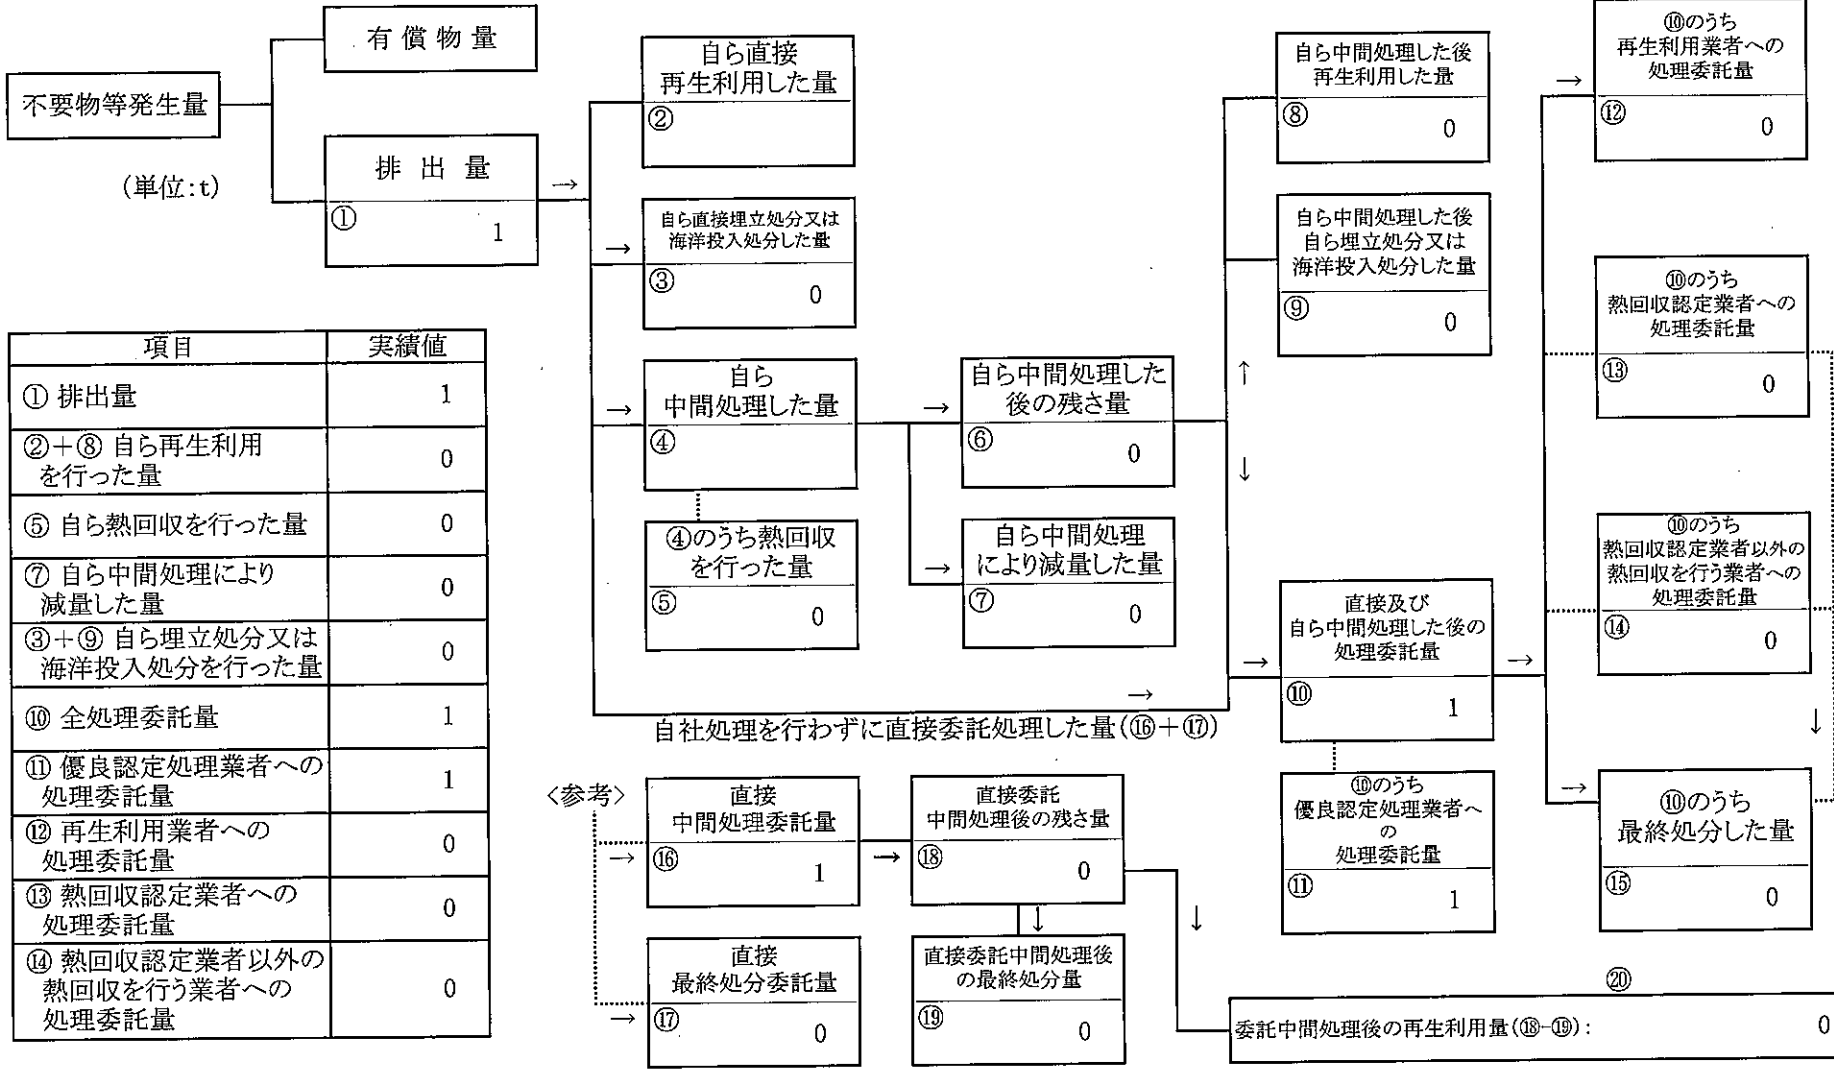 不要物等発生量
(単位:t)
有償物量
排出量
① 1
自ら直接
再生利用した量
②
自ら直接埋立処分又は
海洋投入処分した量
③ 0
自ら
中間処理した量
④
④のうち熱回収
を行った量
⑤ 0
自ら中間処理した
後の残さ量
⑥ 0
自ら中間処理
により減量した量
⑦ 0
自ら中間処理した後
再生利用した量
⑧ 0
自ら中間処理した後
自ら埋立処分又は
海洋投入処分した量
⑨ 0
直接及び
自ら中間処理した後の
処理委託量
⑩ 1
⑩のうち
優良認定処理業者へ
の
処理委託量
⑪ 1
⑩のうち
再生利用業者への
処理委託量
⑫ 0
⑩のうち
熱回収認定業者への
処理委託量
⑬ 0
⑩のうち
熱回収認定業者以外の
熱回収を行う業者への
処理委託量
⑭ 0
⑩のうち
最終処分した量
⑮ 0
自社処理を行わずに直接委託処理した量(⑯+⑰)
<参考>
直接
中間処理委託量
⑯ 1
直接
最終処分委託量
⑰ 0
直接委託
中間処理後の残さ量
⑱ 0
直接委託中間処理後
の最終処分量
⑲ 0
⑳
委託中間処理後の再生利用量(⑱-⑲): 0
項目 実績値
① 排出量 1
②+⑧ 自ら再生利用
を行った量 0
⑤ 自ら熱回収を行った量 0
⑦ 自ら中間処理により
減量した量 0
③+⑨ 自ら埋立処分又は
海洋投入処分を行った量 0
⑩ 全処理委託量 1
⑪ 優良認定処理業者への
処理委託量 1
⑫ 再生利用業者への
処理委託量 0
⑬ 熱回収認定業者への
処理委託量 0
⑭ 熱回収認定業者以外の
熱回収を行う業者への
処理委託量 0